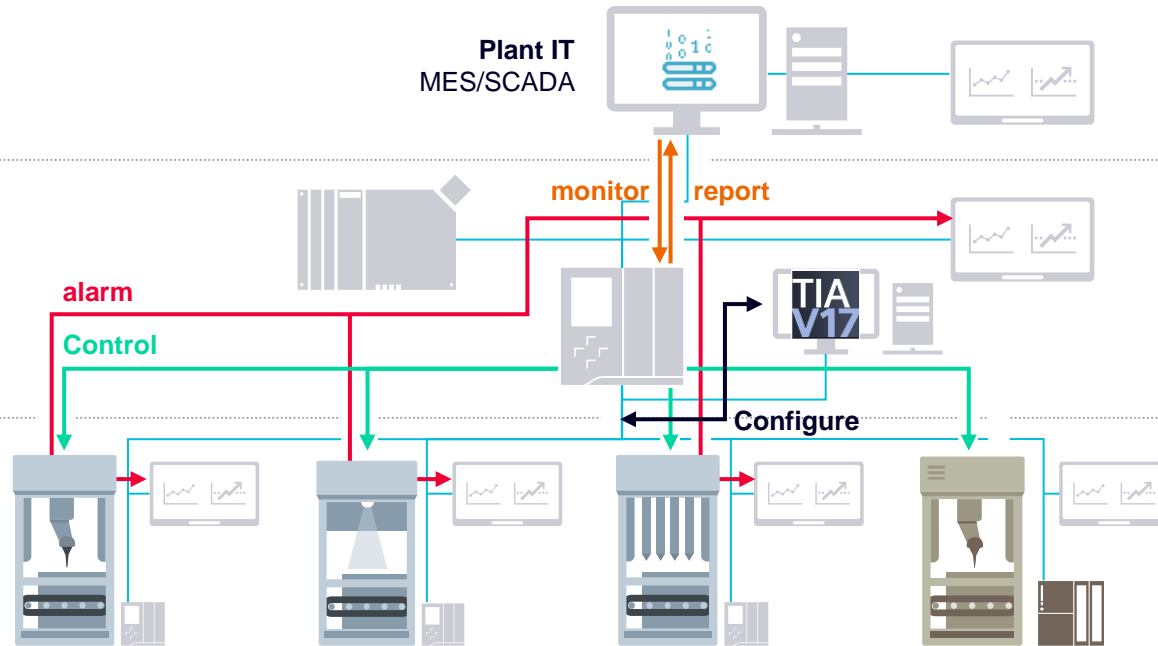 Plant IT
MES/SCADA
monitor
report
alarm
TIA
V17
Control
Configure